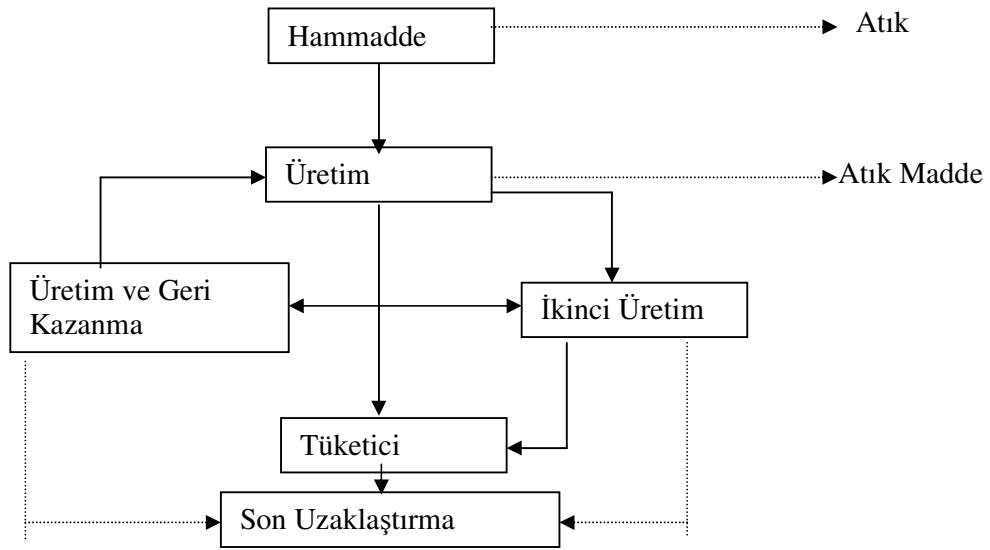 Hammadde
Atık
Üretim
Atık Madde
Üretim ve Geri
Kazanma
İkinci Üretim
Tüketici
Son Uzaklaştırma